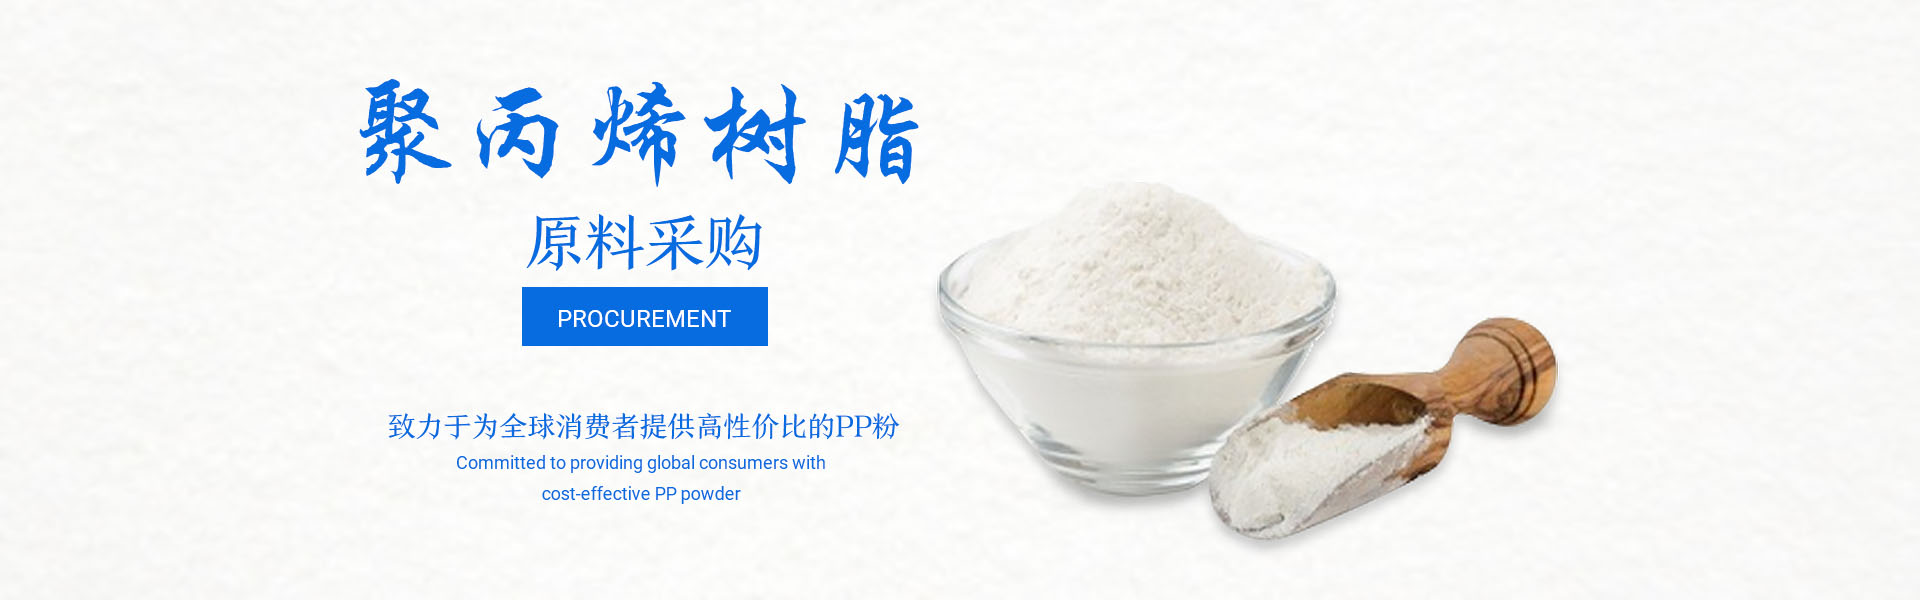 聚丙烯树脂
原料采购
PROCUREMENT
致力于为全球消费者提供高性价比的PP粉
Committed to providing global consumers with
cost-effective PP powder